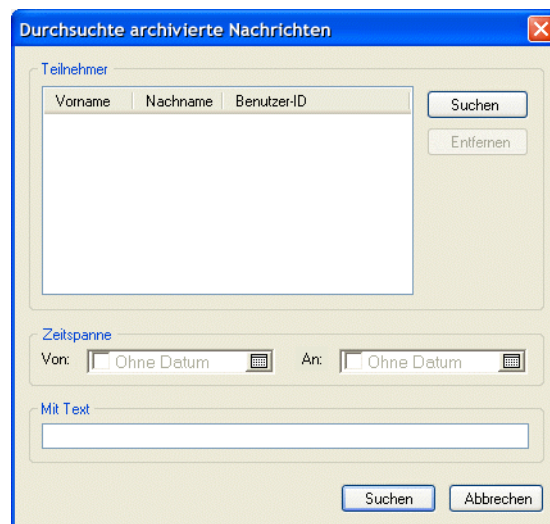 Durchsuchte archivierte Nachrichten
Teilnehmer
Vorname Nachname Benutzer-ID
Suchen
Entfernen
Zeitspanne
Von: Ohne Datum An: Ohne Datum
Mit Text
Suchen Abbrechen